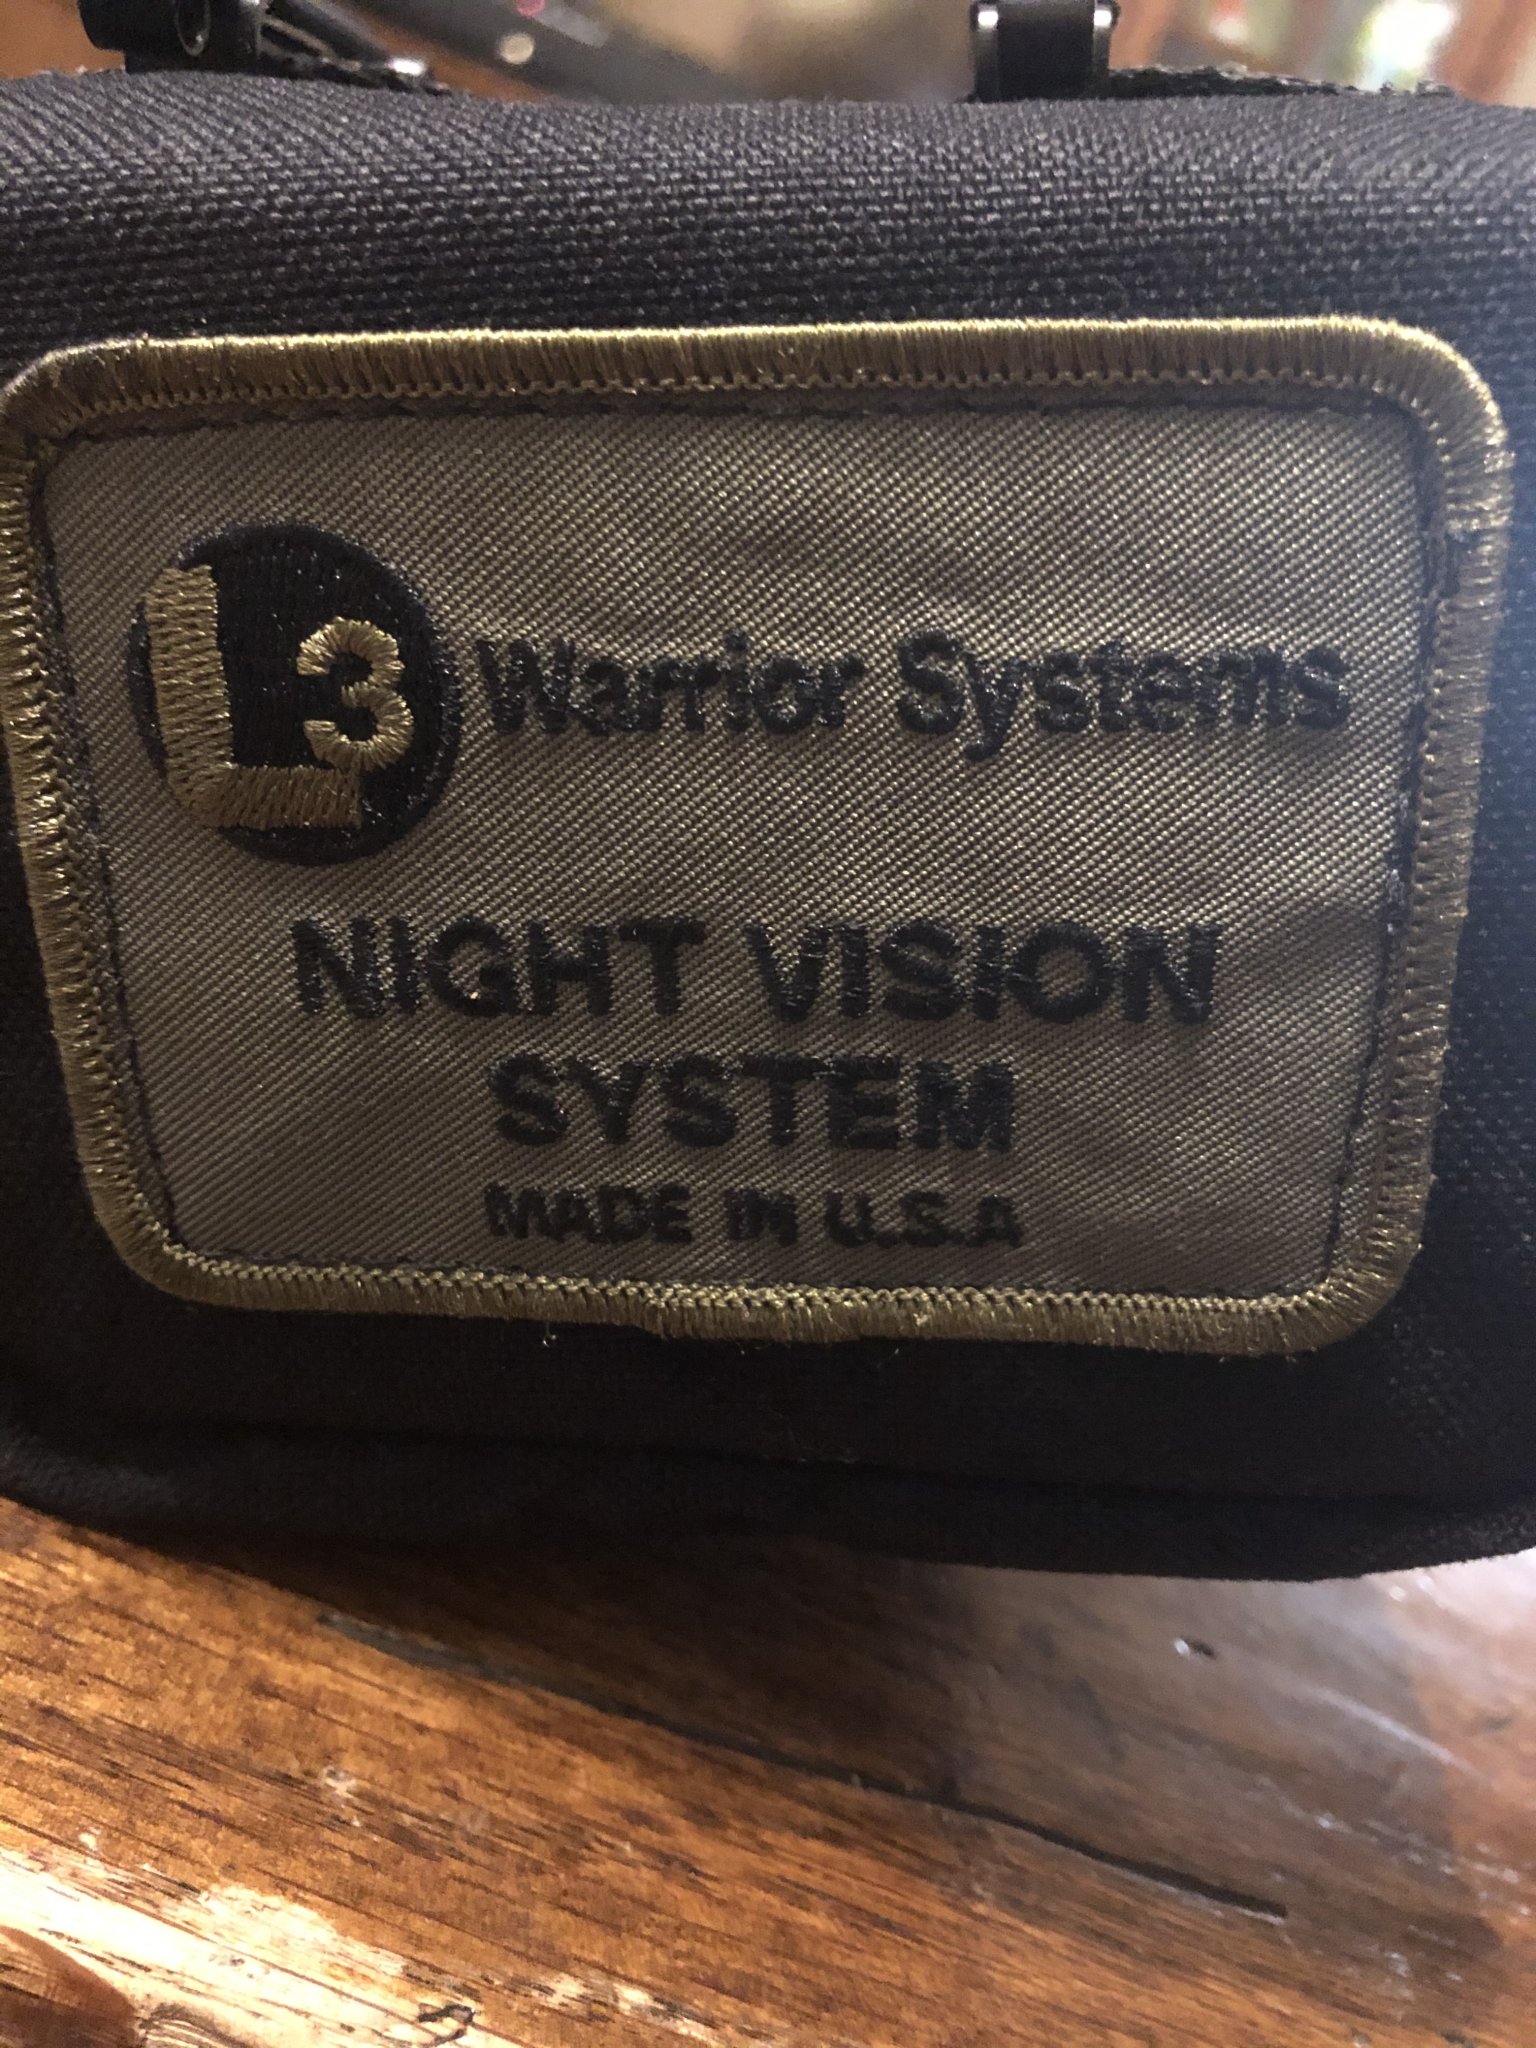 L3 Warrior Systems
NIGHT VISION
SYSTEM
MADE IN U.S.A